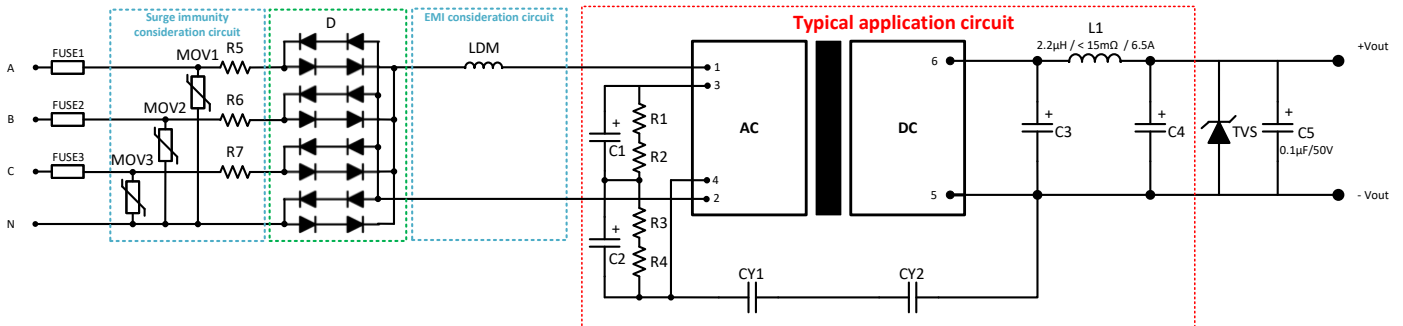 Surge immunity
consideration circuit
D
EMI consideration circuit
Typical application circuit
FUSE1
MOV1
R5
LDM
L1
2.2µH / < 15mΩ / 6.5A
+Vout
A
1
6
3
FUSE2
MOV2
R6
R1
AC
DC
+
B
C1
+
C3
+
C4
TVS
+
C5
0.1µF/50V
FUSE3
MOV3
R7
R2
C
4
2
5
- Vout
N
+
C2
R3
R4
CY1
CY2